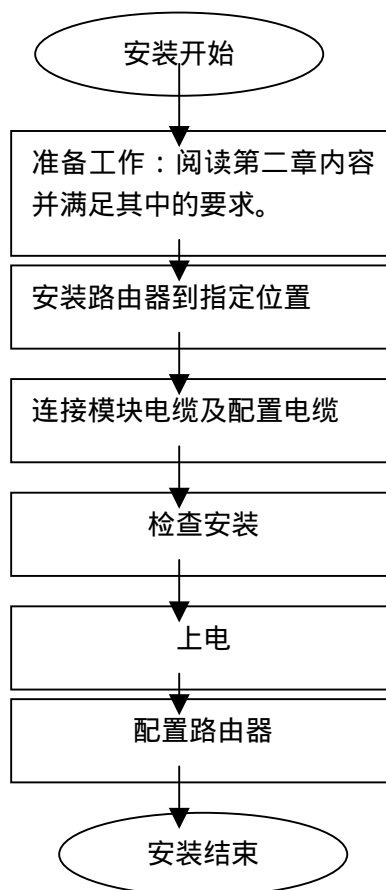 安装开始
准备工作：阅读第二章内容
并满足其中的要求。
安装路由器到指定位置
连接模块电缆及配置电缆
检查安装
上电
配置路由器
安装结束